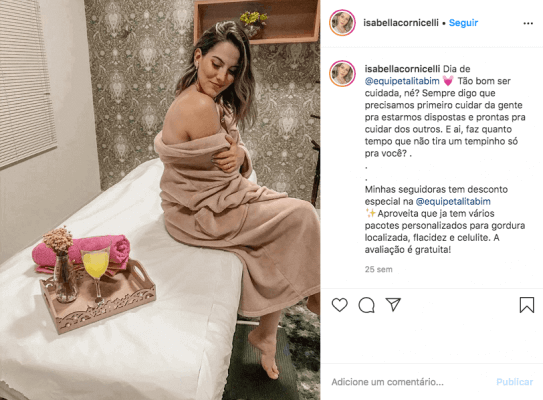 isabellacornicelli • Seguir
isabellacornicelli Dia de
@equipetalitabim 💓 Tão bom ser
cuidada, né? Sempre digo que
precisamos primeiro cuidar da gente
pra estarmos dispostas e prontas pra
cuidar dos outros. E ai, faz quanto
tempo que não tira um tempinho só
pra você? .
.
.
Minhas seguidoras tem desconto
especial na @equipetalitabim
✨Aproveita que ja tem vários
pacotes personalizados para gordura
localizada, flacidez e celulite. A
avaliação é gratuita!
25 sem
Adicione um comentário... Publicar